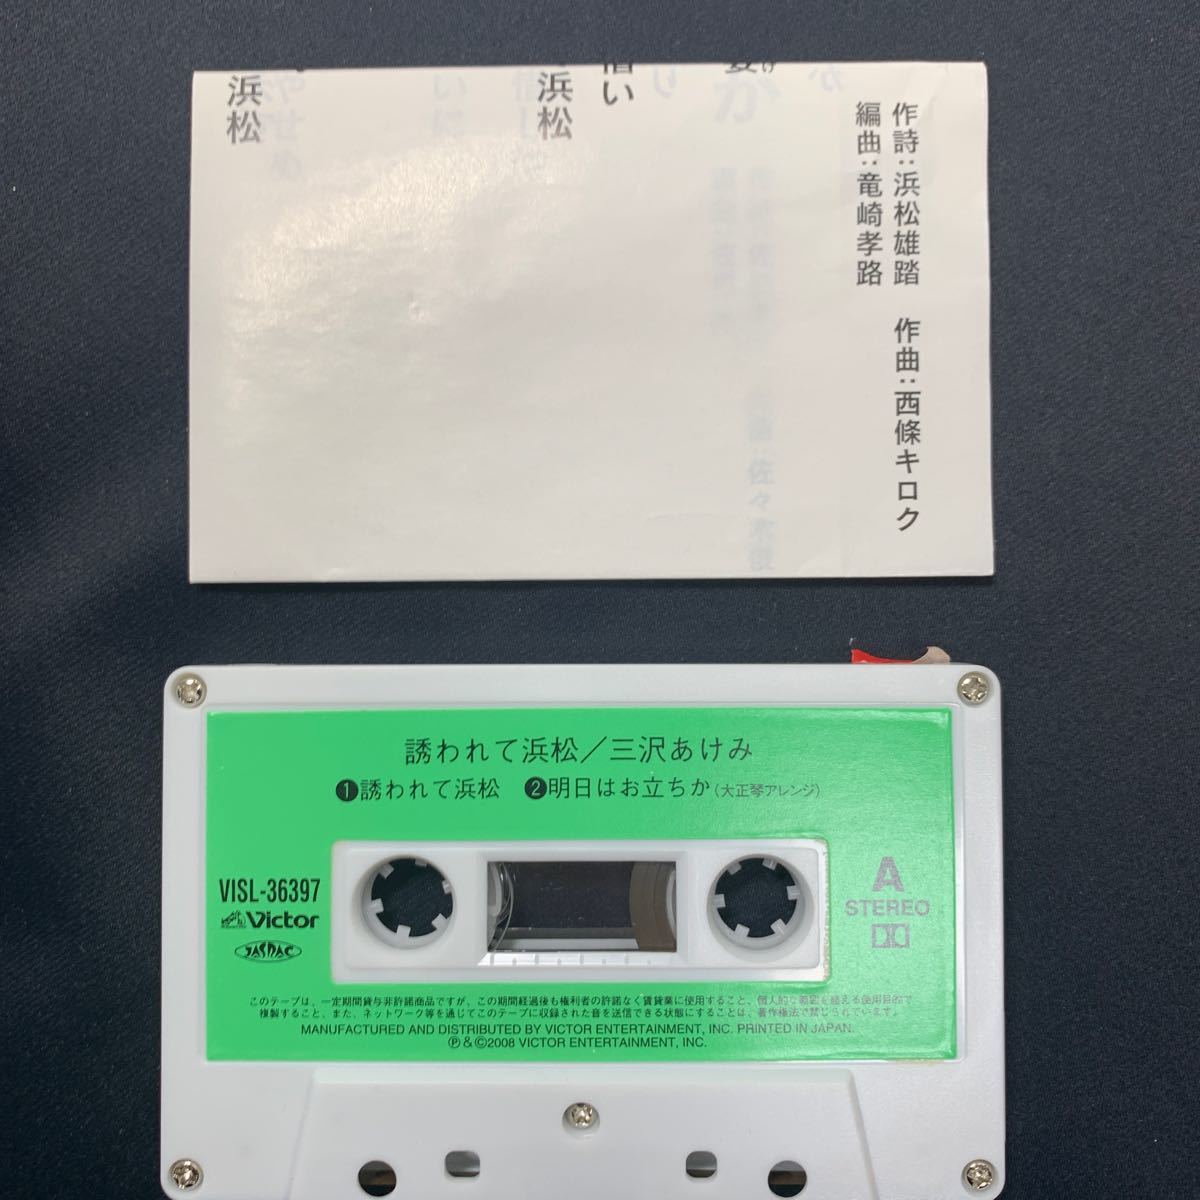 作詩：浜松雄踏　作曲：西條キロク
編曲：竜崎孝路
が
い
浜松
浜松
誘われて浜松／三沢あけみ
❶誘われて浜松　❷明日はお立ちか（大正琴アレンジ）
VISL-36397
Victor
JASRAC
A
STEREO
このテープは、一定期間貸与非許諾商品ですが、この期間経過後も権利者の許諾なく賃貸業に使用すること、個人的な範囲を超える使用目的で
複製すること、また、ネットワーク等を通じてこのテープに収録された音を送信できる状態にすることは、著作権法で禁じられています。
MANUFACTURED AND DISTRIBUTED BY VICTOR ENTERTAINMENT, INC. PRINTED IN JAPAN.
Ⓟ&©2008 VICTOR ENTERTAINMENT, INC.